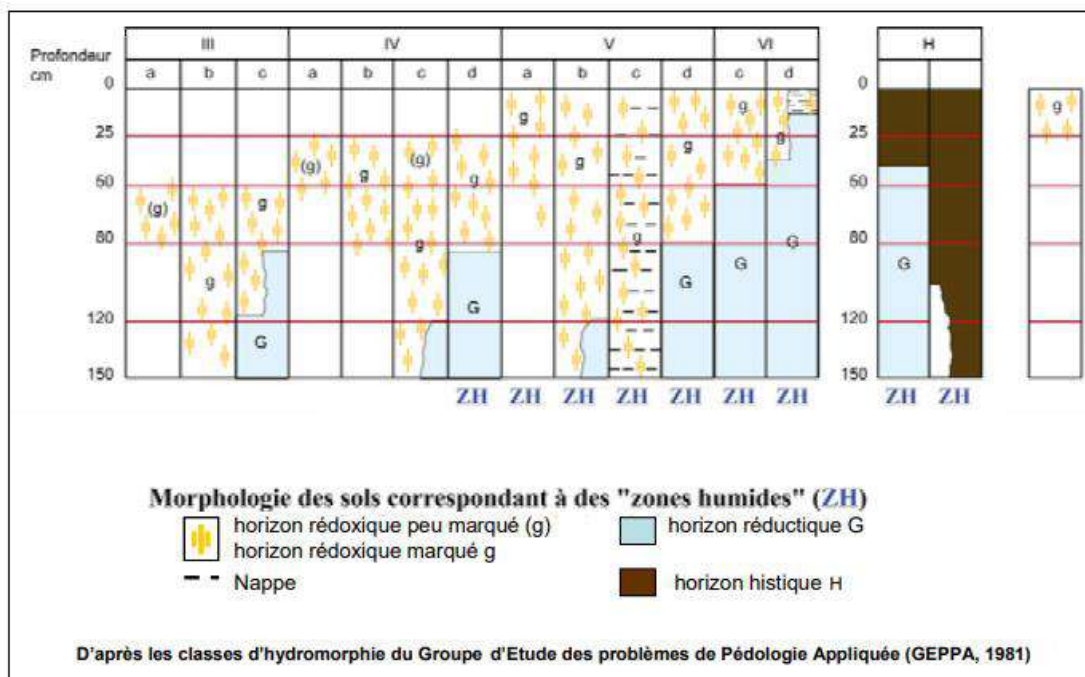 III IV V VI H
Profondeur
cm
a b c a b c d a b c d c d
0 0
g g
g g (g) g
25 25
(g) g g g g
50 50
(g) g
80 g g G 80
g G G G
G
G
120 120
150 150
ZH ZH ZH ZH ZH ZH ZH ZH ZH
Morphologie des sols correspondant à des "zones humides" (ZH)
horizon rédoxique peu marqué (g)
horizon rédoxique marqué g
Nappe
horizon réductique G
horizon histique H
D'après les classes d'hydromorphie du Groupe d'Etude des problèmes de Pédologie Appliquée (GEPPA, 1981)